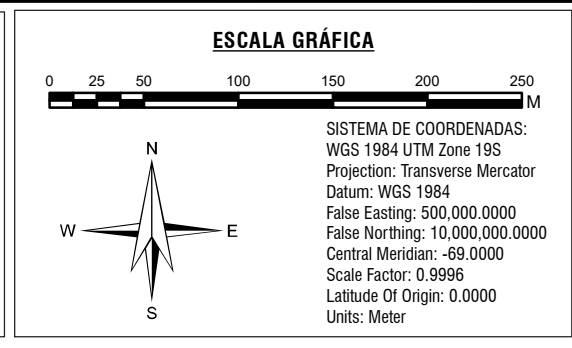 ESCALA GRÁFICA
0 25 50 100 150 200 250
M
SISTEMA DE COORDENADAS:
WGS 1984 UTM Zone 19S
Projection: Transverse Mercator
Datum: WGS 1984
False Easting: 500,000.0000
False Northing: 10,000,000.0000
Central Meridian: -69.0000
Scale Factor: 0.9996
Latitude Of Origin: 0.0000
Units: Meter
N
W E
S